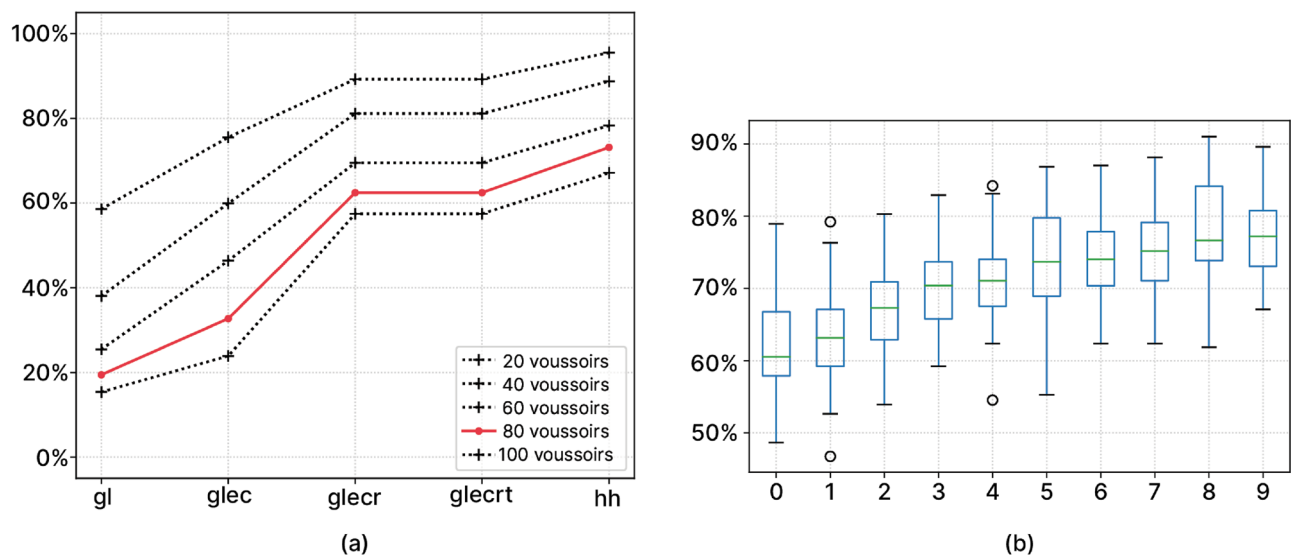 100%
80%
60%
40%
20%
0%
gl glec glecr glecrt hh
20 voussoirs
40 voussoirs
60 voussoirs
80 voussoirs
100 voussoirs
(a)
90%
80%
70%
60%
50%
0 1 2 3 4 5 6 7 8 9
(b)